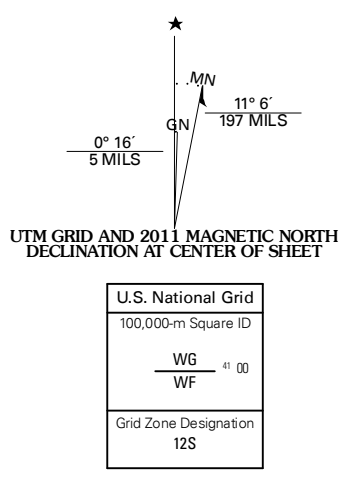 MN
GN
11° 6´
197 MILS
0° 16´
5 MILS
UTM GRID AND 2011 MAGNETIC NORTH
DECLINATION AT CENTER OF SHEET
U.S. National Grid
100,000-m Square ID
WG
41 00
WF
Grid Zone Designation
12S